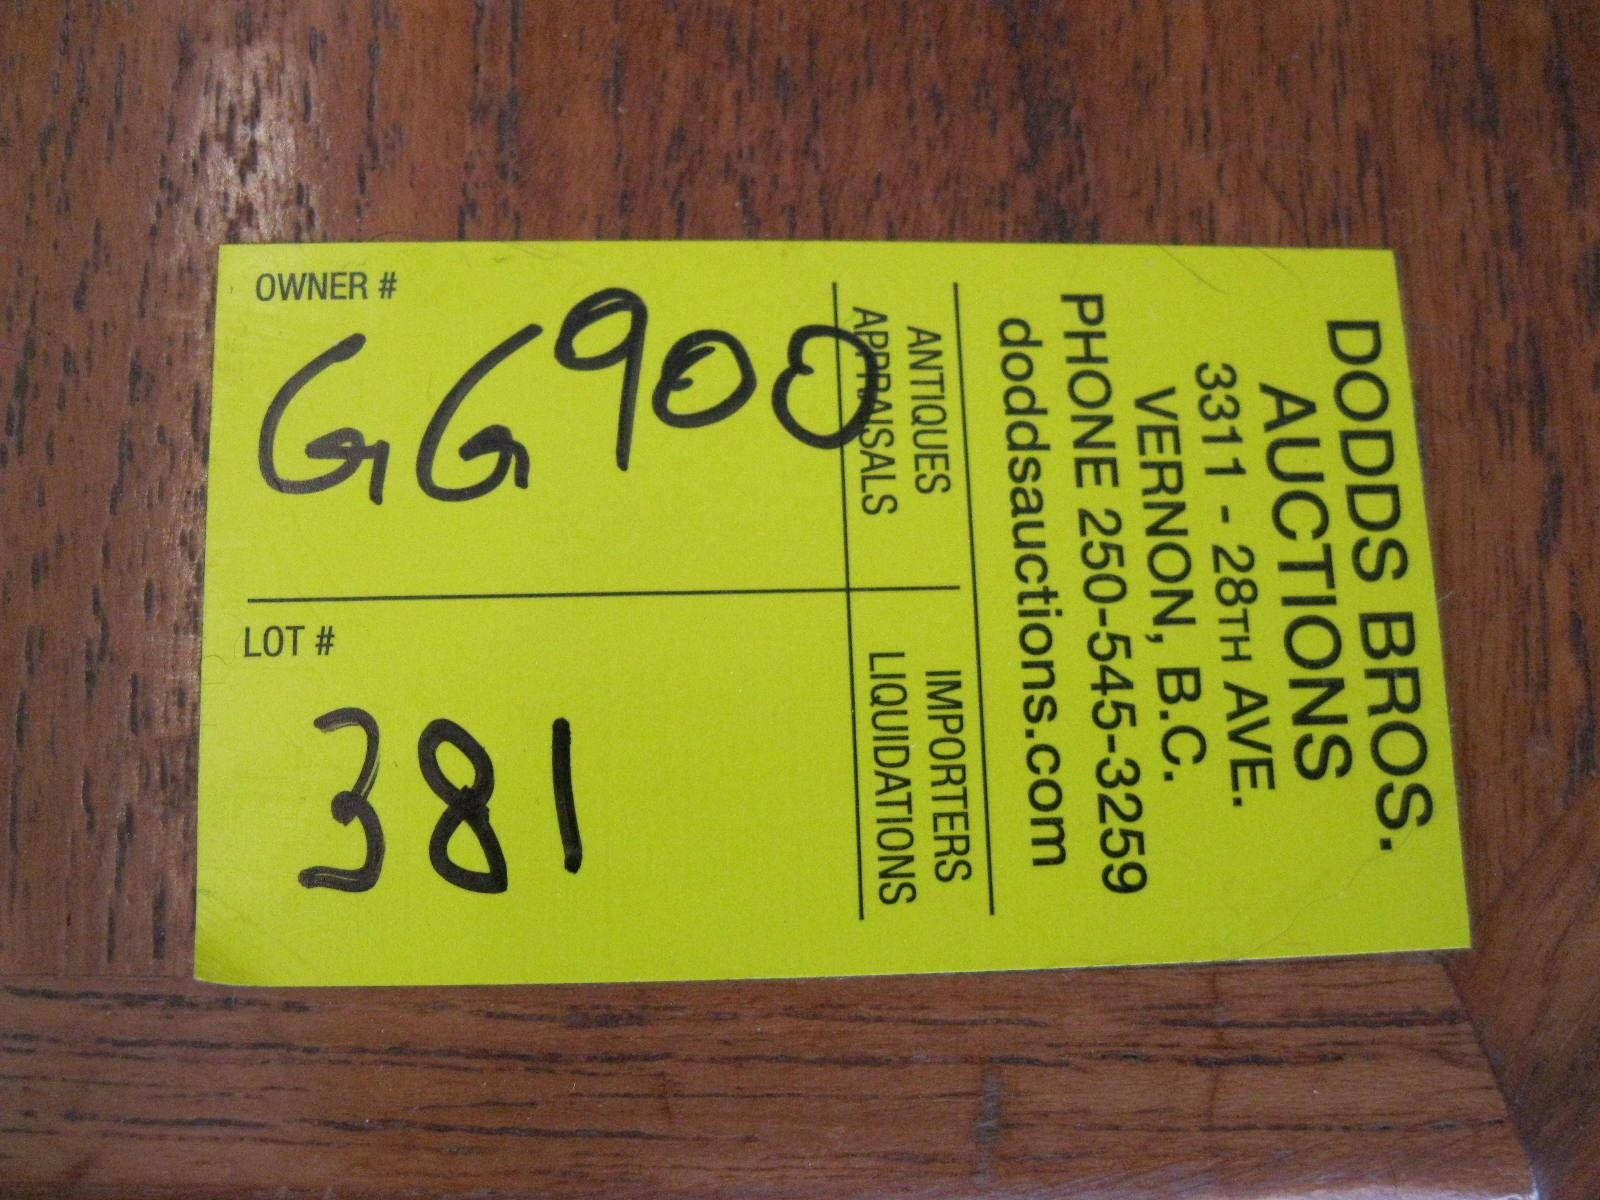 DODDS BROS.
AUCTIONS
3311 - 28TH AVE.
VERNON, B.C.
PHONE 250-545-3259
doddsauctions.com
ANTIQUES IMPORTERS
APPRAISALS LIQUIDATIONS
OWNER #
GG900
LOT #
381